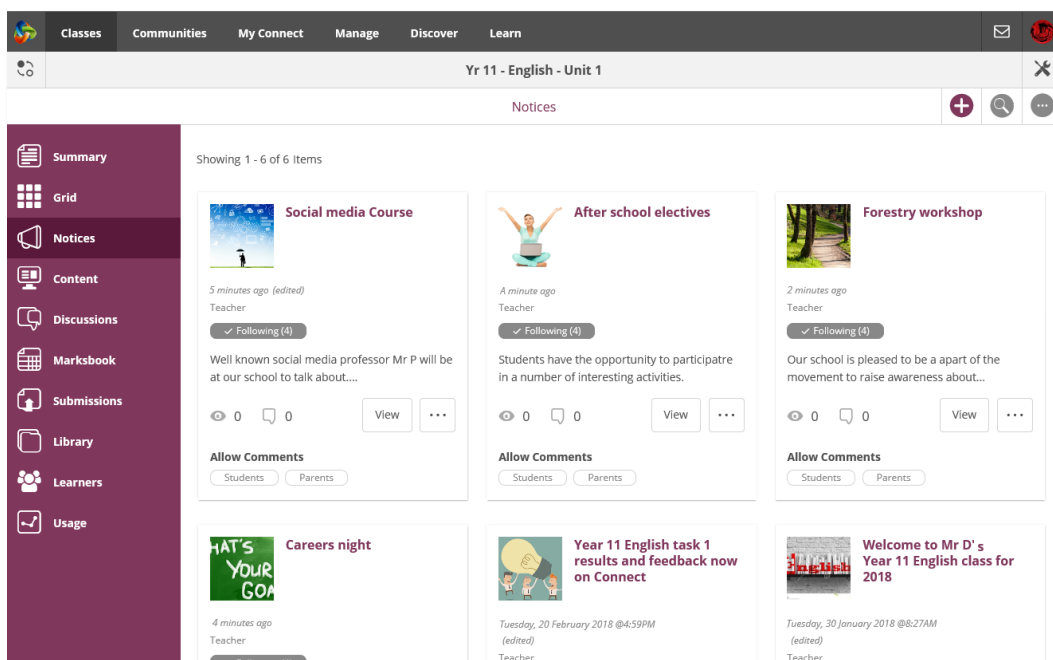 Classes Communities My Connect Manage Discover Learn
Yr 11 - English - Unit 1
Notices
Summary
Grid
Notices
Content
Discussions
Marksbook
Submissions
Library
Learners
Usage
Showing 1 - 6 of 6 Items
Social media Course
5 minutes ago (edited)
Teacher
Following (4)
Well known social media professor Mr P will be
at our school to talk about....
0 0 View ...
Allow Comments
Students Parents
After school electives
A minute ago
Teacher
Following (4)
Students have the opportunity to participatre
in a number of interesting activities.
0 0 View ...
Allow Comments
Students Parents
Forestry workshop
2 minutes ago
Teacher
Following (4)
Our school is pleased to be a apart of the
movement to raise awareness about...
0 0 View ...
Allow Comments
Students Parents
HAT'S
YOUR
GOA
Careers night
4 minutes ago
Teacher
Year 11 English task 1
results and feedback now
on Connect
Tuesday, 20 February 2018 @4:59PM
(edited)
Teacher
English
Welcome to Mr D's
Year 11 English class for
2018
Tuesday, 30 January 2018 @8:27AM
(edited)
Teacher